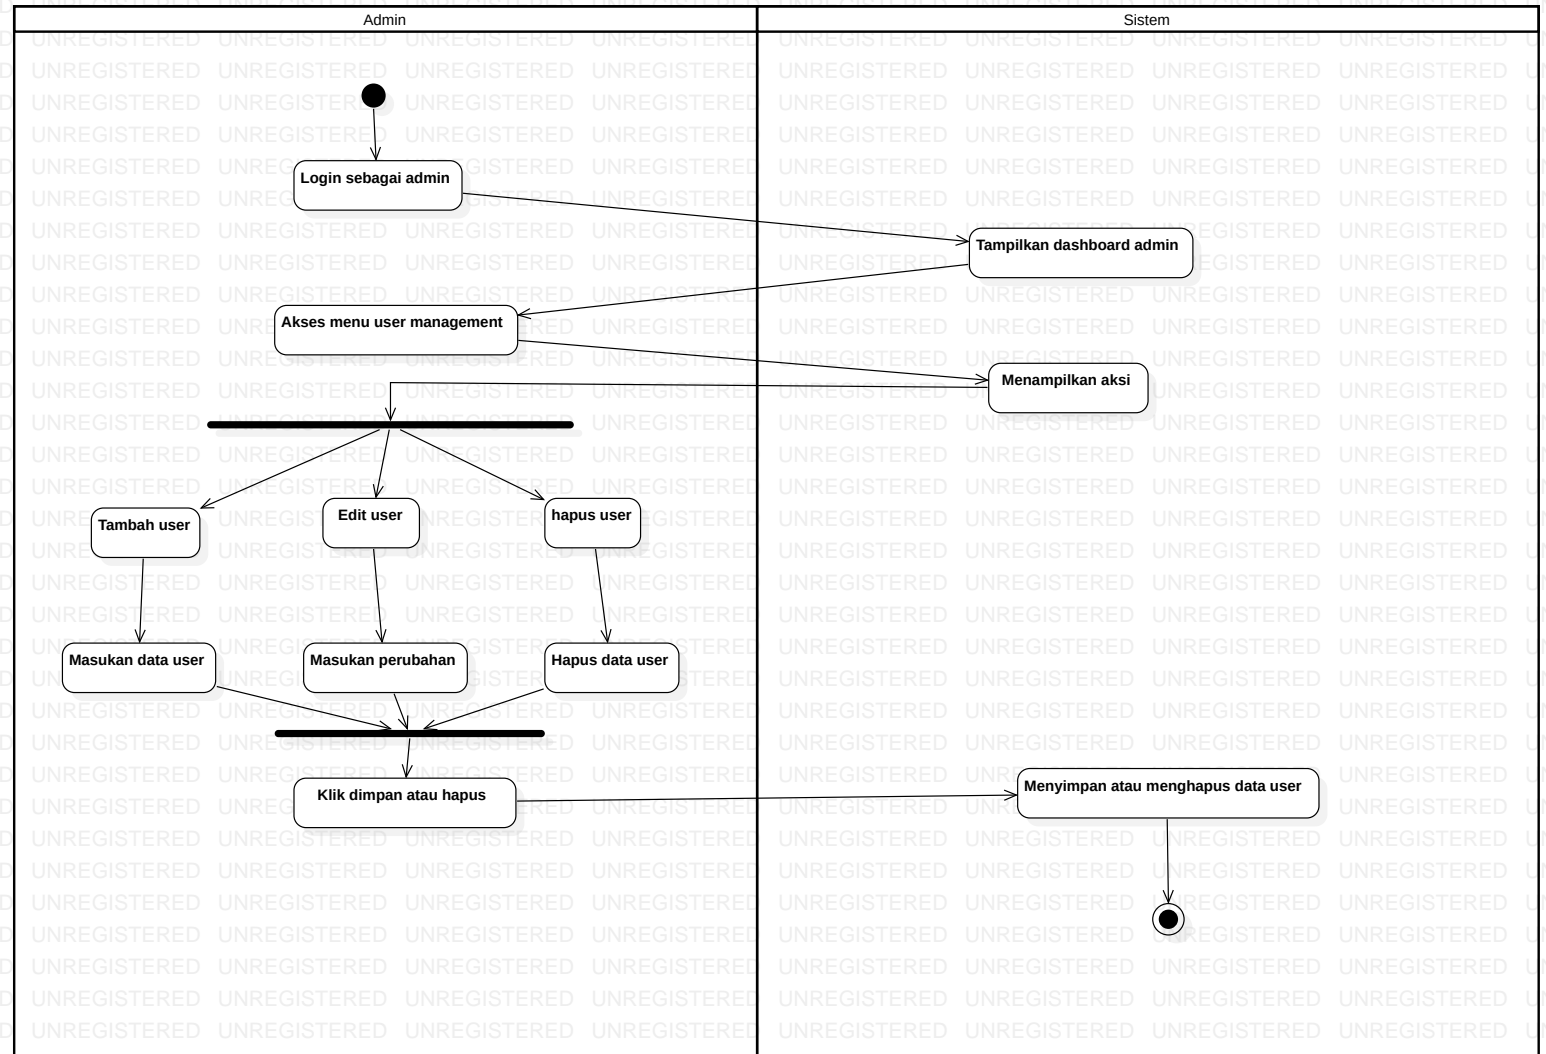 Admin
Sistem
Login sebagai admin
Tampilkan dashboard admin
Akses menu user management
Menampilkan aksi
Tambah user
Edit user
hapus user
Masukan data user
Masukan perubahan
Hapus data user
Klik dimpan atau hapus
Menyimpan atau menghapus data user
UNREGISTERED